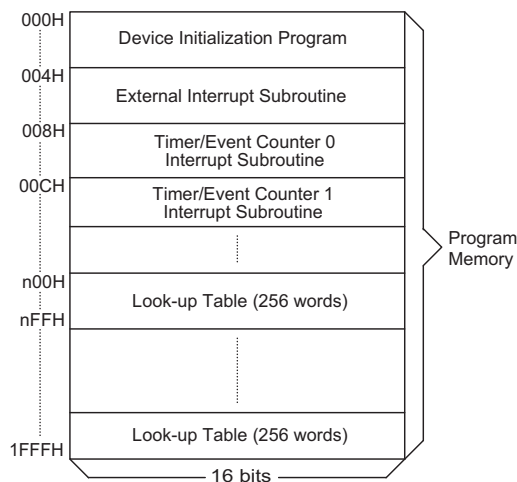 000H
Device Initialization Program
004H
External Interrupt Subroutine
008H
Timer/Event Counter 0
Interrupt Subroutine
00CH
Timer/Event Counter 1
Interrupt Subroutine
Program
Memory
n00H
Look-up Table (256 words)
nFFH
Look-up Table (256 words)
1FFFH
16 bits